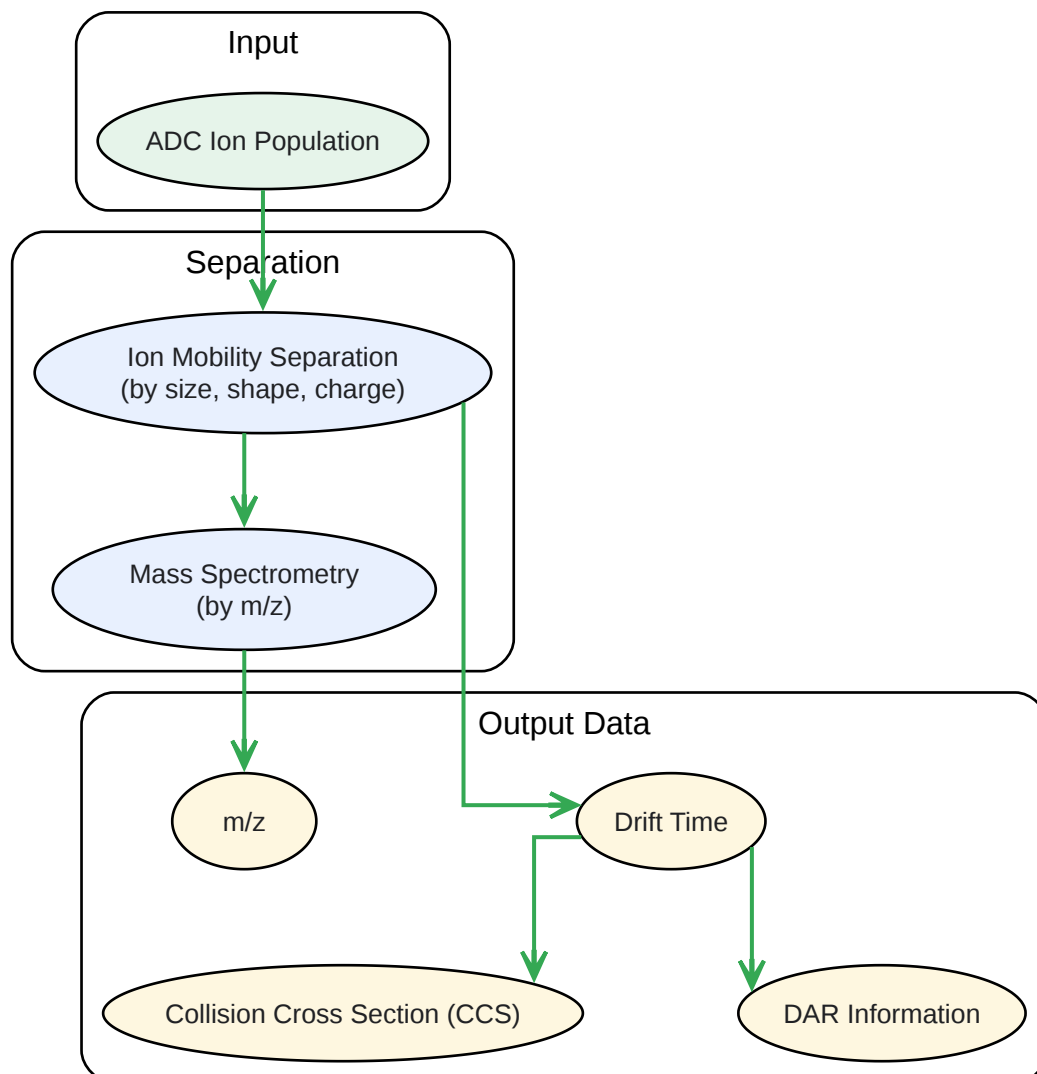 Input
ADC Ion Population
Separation
Ion Mobility Separation
(by size, shape, charge)
Mass Spectrometry
(by m/z)
Output Data
m/z
Drift Time
Collision Cross Section (CCS)
DAR Information